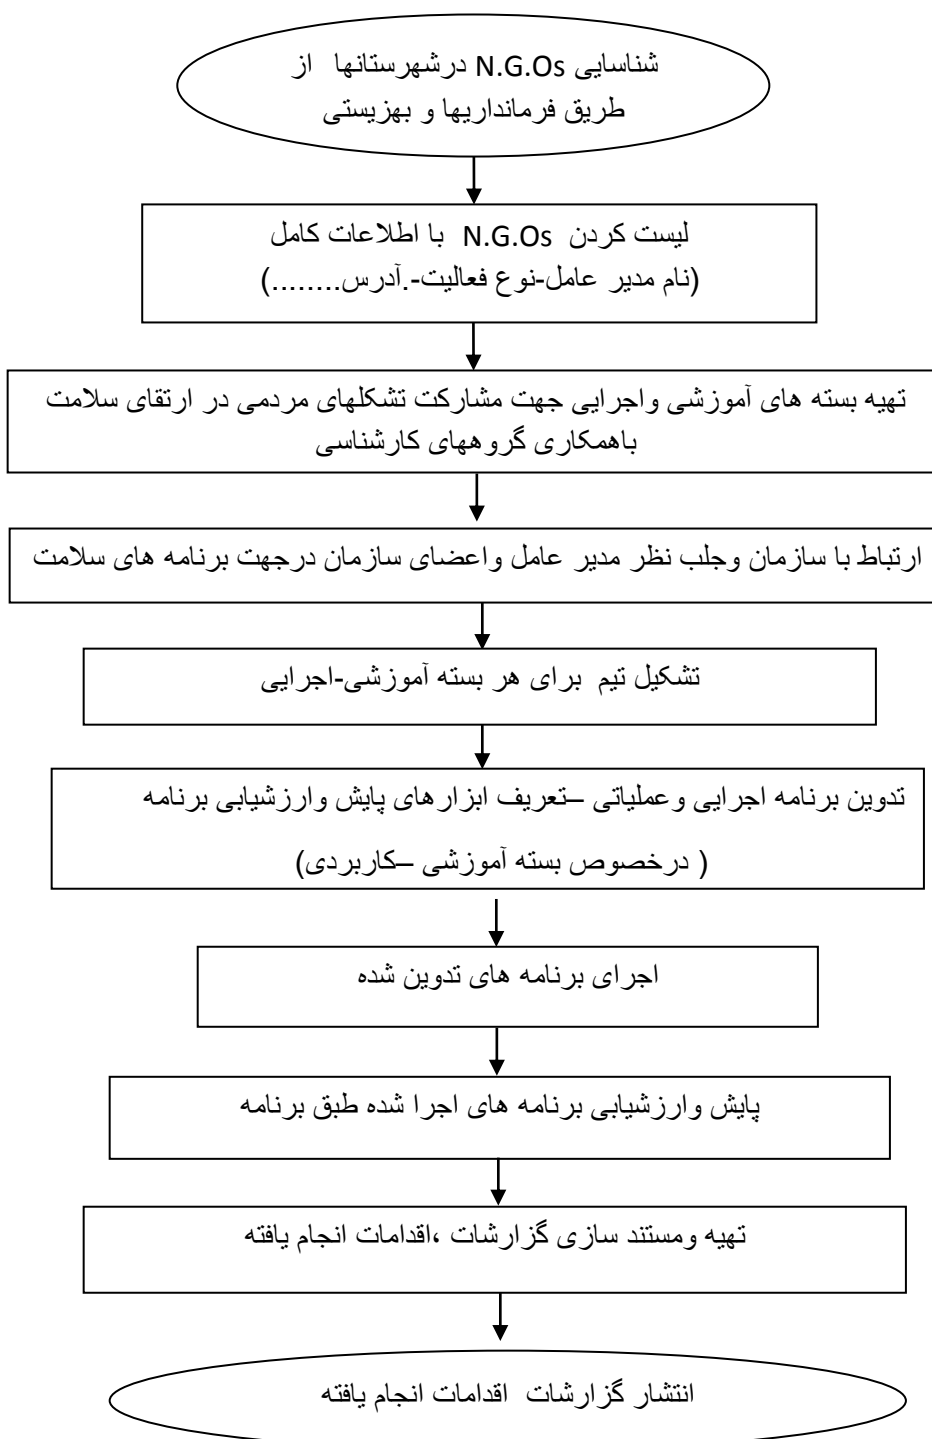 شناسایی N.G.Os درشهرستانها از
طریق فرمانداریها و بهزیستی
لیست کردن N.G.Os با اطلاعات کامل
(نام مدیر عامل-نوع فعالیت-.آدرس........)
تهیه بسته های آموزشی واجرایی جهت مشارکت تشکلهای مردمی در ارتقای سلامت
باهمکاری گروههای کارشناسی
ارتباط با سازمان وجلب نظر مدیر عامل واعضای سازمان درجهت برنامه های سلامت
تشکیل تیم برای هر بسته آموزشی-اجرایی
تدوین برنامه اجرایی وعملیاتی –تعریف ابزارهای پایش وارزشیابی برنامه
( درخصوص بسته آموزشی –کاربردی)
اجرای برنامه های تدوین شده
پایش وارزشیابی برنامه های اجرا شده طبق برنامه
تهیه ومستند سازی گزارشات ،اقدامات انجام یافته
انتشار گزارشات اقدامات انجام یافته